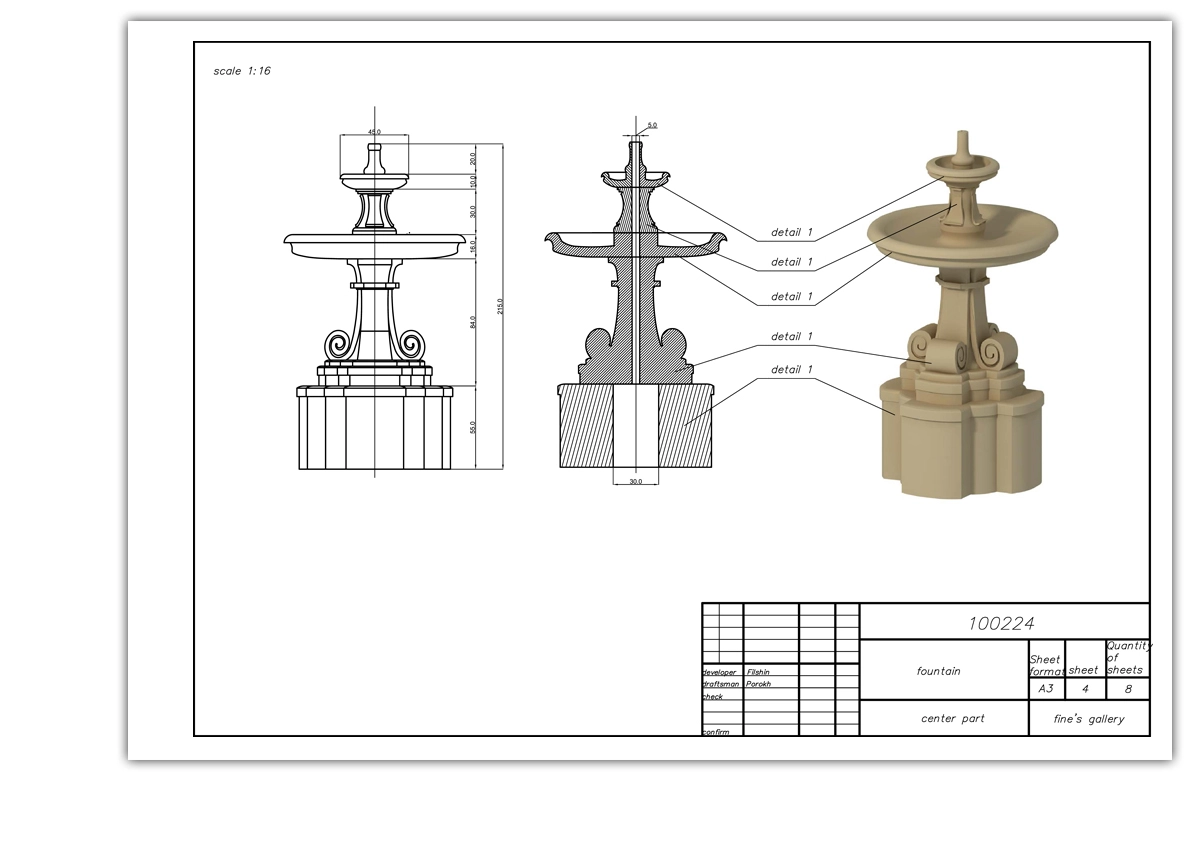 scale 1:16
45.0
20.0
10.0
30.0
16.0
84.0
55.0
215.0
5.0
30.0
detail 1
detail 1
detail 1
detail 1
detail 1
100224
fountain
Sheet
format
sheet
Quantity
of
sheets
A3
4
8
center part
fine's gallery
developer Filshin
draftsman Porokh
check
confirm